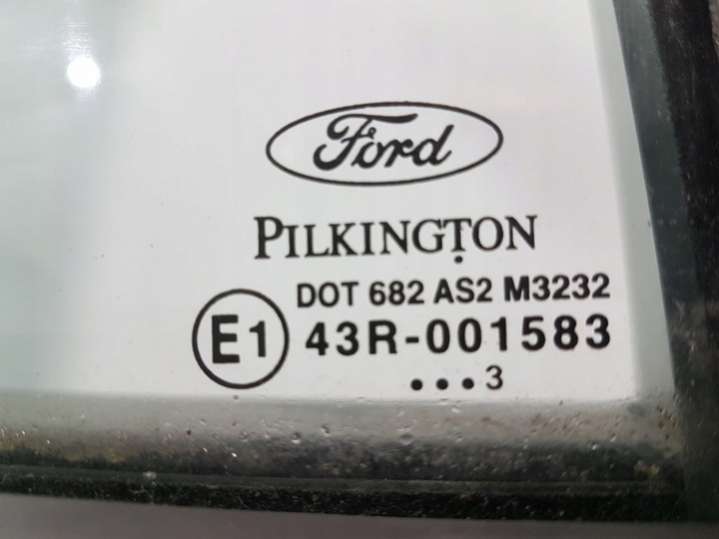 Ford
PILKINGTON
DOT 682 AS2 M3232
E1 43R-001583
•••3